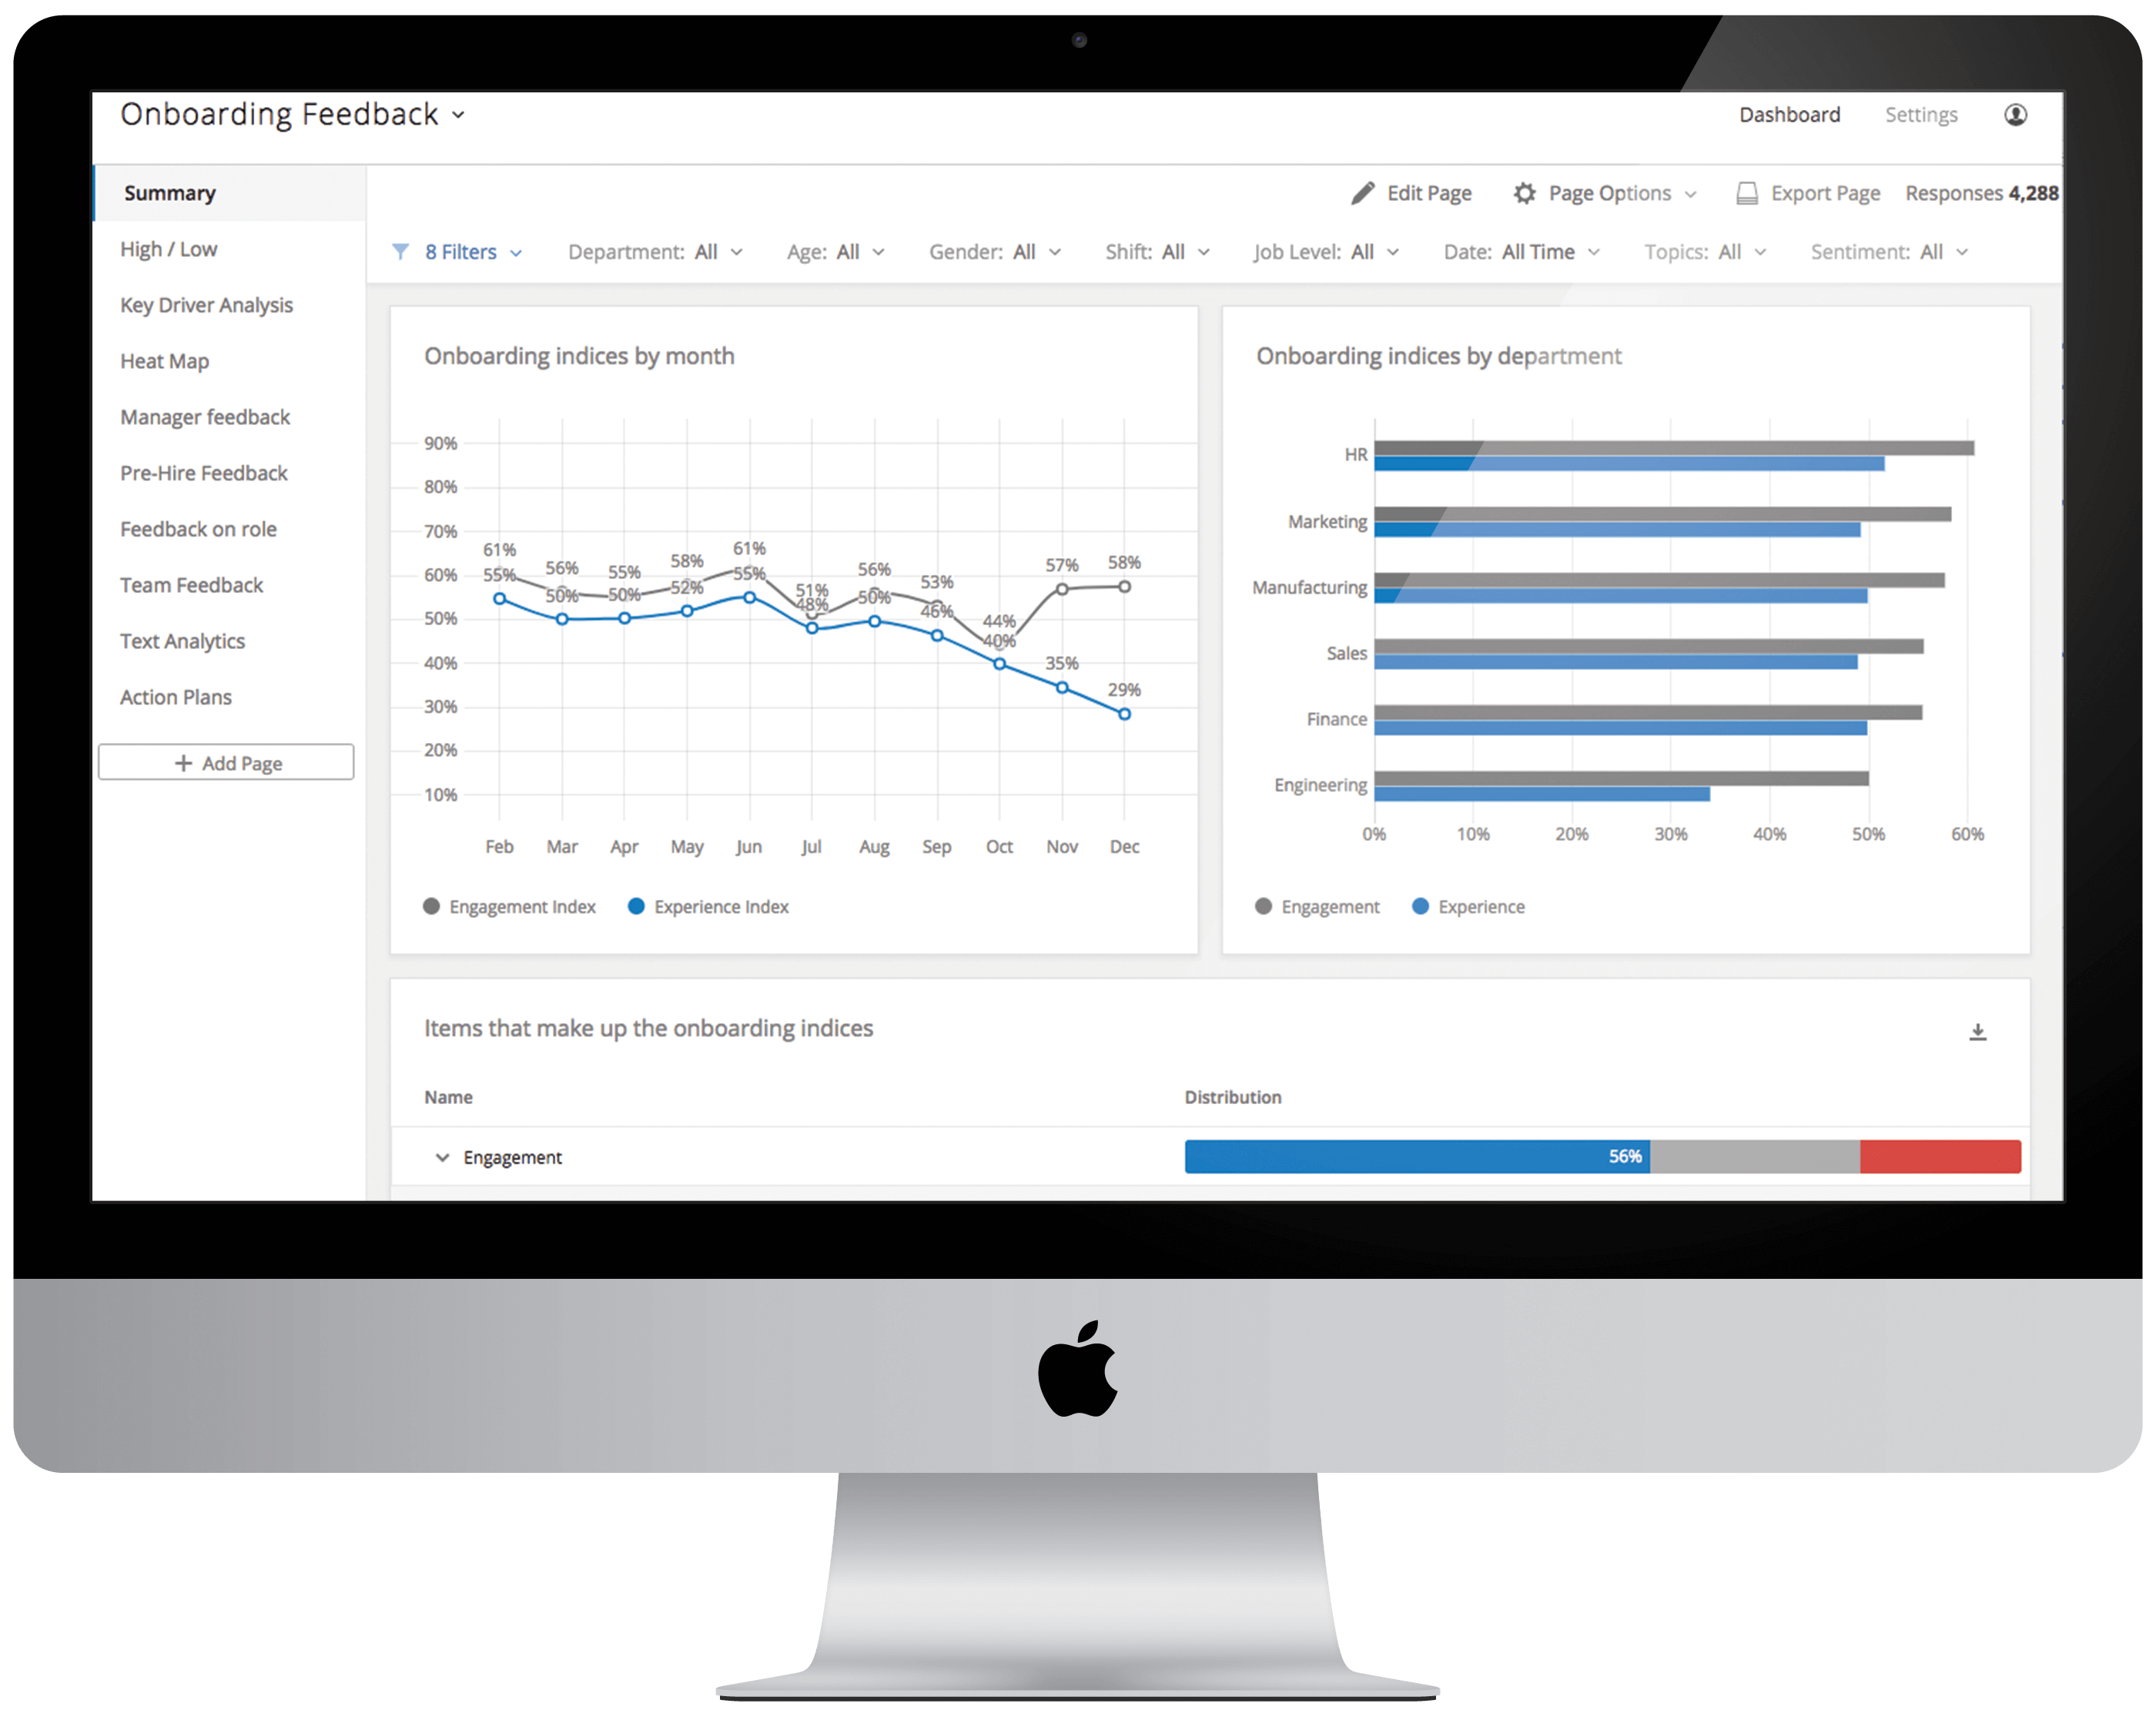 Onboarding Feedback
Dashboard Settings
Summary
High / Low
Key Driver Analysis
Heat Map
Manager feedback
Pre-Hire Feedback
Feedback on role
Team Feedback
Text Analytics
Action Plans
+ Add Page
Edit Page Page Options Export Page Responses 4,288
8 Filters Department: All Age: All Gender: All Shift: All Job Level: All Date: All Time Topics: All Sentiment: All
Onboarding indices by month
90%
80%
70%
60%
50%
40%
30%
20%
10%
61% 56% 55% 58% 61% 51% 56% 53% 44% 57% 58%
55% 50% 50% 52% 55% 48% 50% 46% 40% 35% 29%
Feb Mar Apr May Jun Jul Aug Sep Oct Nov Dec
Engagement Index Experience Index
Onboarding indices by department
HR
Marketing
Manufacturing
Sales
Finance
Engineering
0% 10% 20% 30% 40% 50% 60%
Engagement Experience
Items that make up the onboarding indices
Name Distribution
Engagement 56%